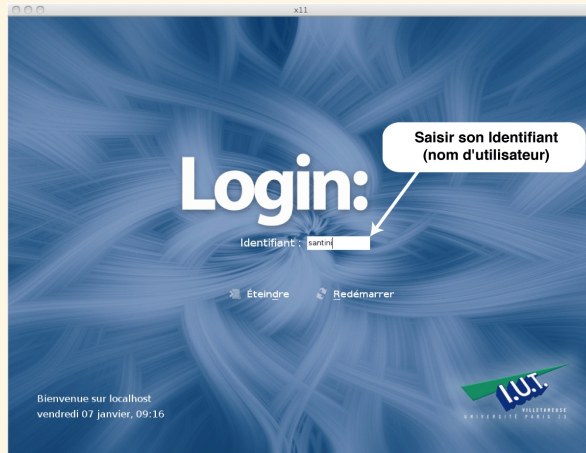 x11
Saisir son Identifiant
(nom d'utilisateur)
Login:
Identifiant : santini
Éteindre
Redémarrer
Bienvenue sur localhost
vendredi 07 janvier, 09:16
I.U.T.
VILLETANEUSE
UNIVERSITÉ PARIS 13